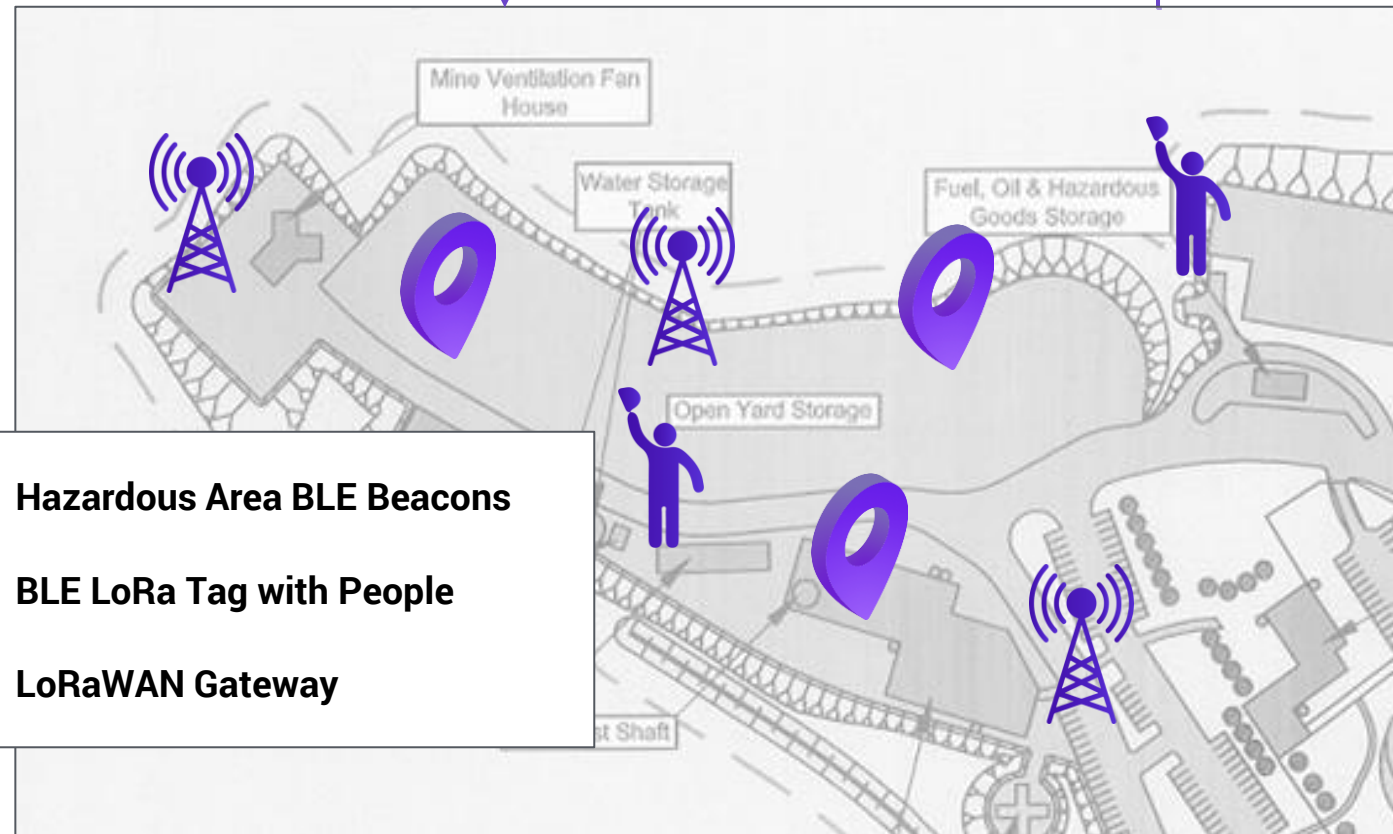 Mine Ventilation Fan
House
Water Storage
Tank
Fuel, Oil & Hazardous
Goods Storage
Open Yard Storage
Hazardous Area BLE Beacons
BLE LoRa Tag with People
LoRaWAN Gateway
Shaft